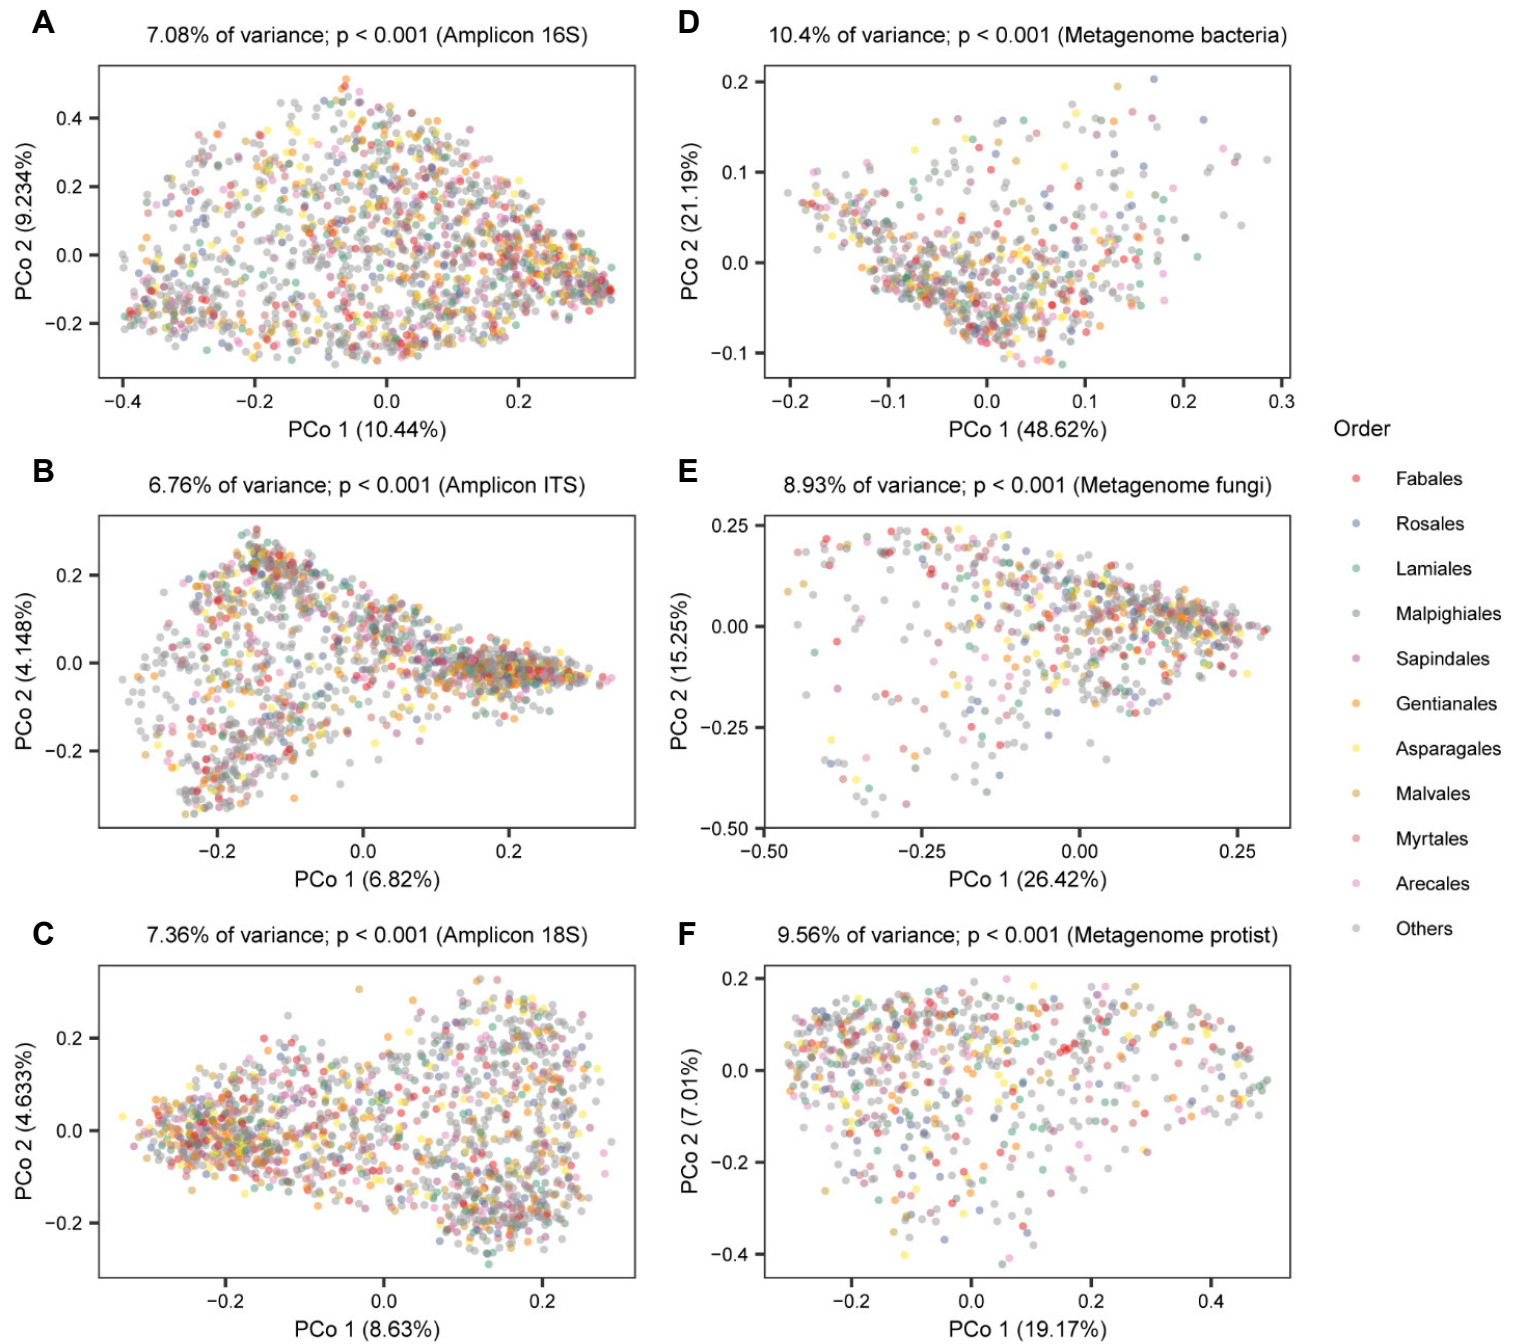 A
7.08% of variance; p < 0.001 (Amplicon 16S)
PCo 2 (9.234%)
0.4
0.2
0.0
−0.2
−0.4
−0.2
0.0
0.2
PCo 1 (10.44%)
B
6.76% of variance; p < 0.001 (Amplicon ITS)
PCo 2 (4.148%)
0.2
0.0
−0.2
−0.2
0.0
0.2
PCo 1 (6.82%)
C
7.36% of variance; p < 0.001 (Amplicon 18S)
PCo 2 (4.633%)
0.2
0.0
−0.2
−0.2
0.0
0.2
PCo 1 (8.63%)
D
10.4% of variance; p < 0.001 (Metagenome bacteria)
PCo 2 (21.19%)
0.2
0.1
0.0
−0.1
−0.2
−0.1
0.0
0.1
0.2
0.3
PCo 1 (48.62%)
E
8.93% of variance; p < 0.001 (Metagenome fungi)
PCo 2 (15.25%)
0.25
0.00
−0.25
−0.50
−0.50
−0.25
0.00
0.25
PCo 1 (26.42%)
F
9.56% of variance; p < 0.001 (Metagenome protist)
PCo 2 (7.01%)
0.2
0.0
−0.2
−0.4
−0.2
0.0
0.2
0.4
PCo 1 (19.17%)
Order
Fabales
Rosales
Lamiales
Malpighiales
Sapindales
Gentianales
Asparagales
Malvales
Myrtales
Arecales
Others